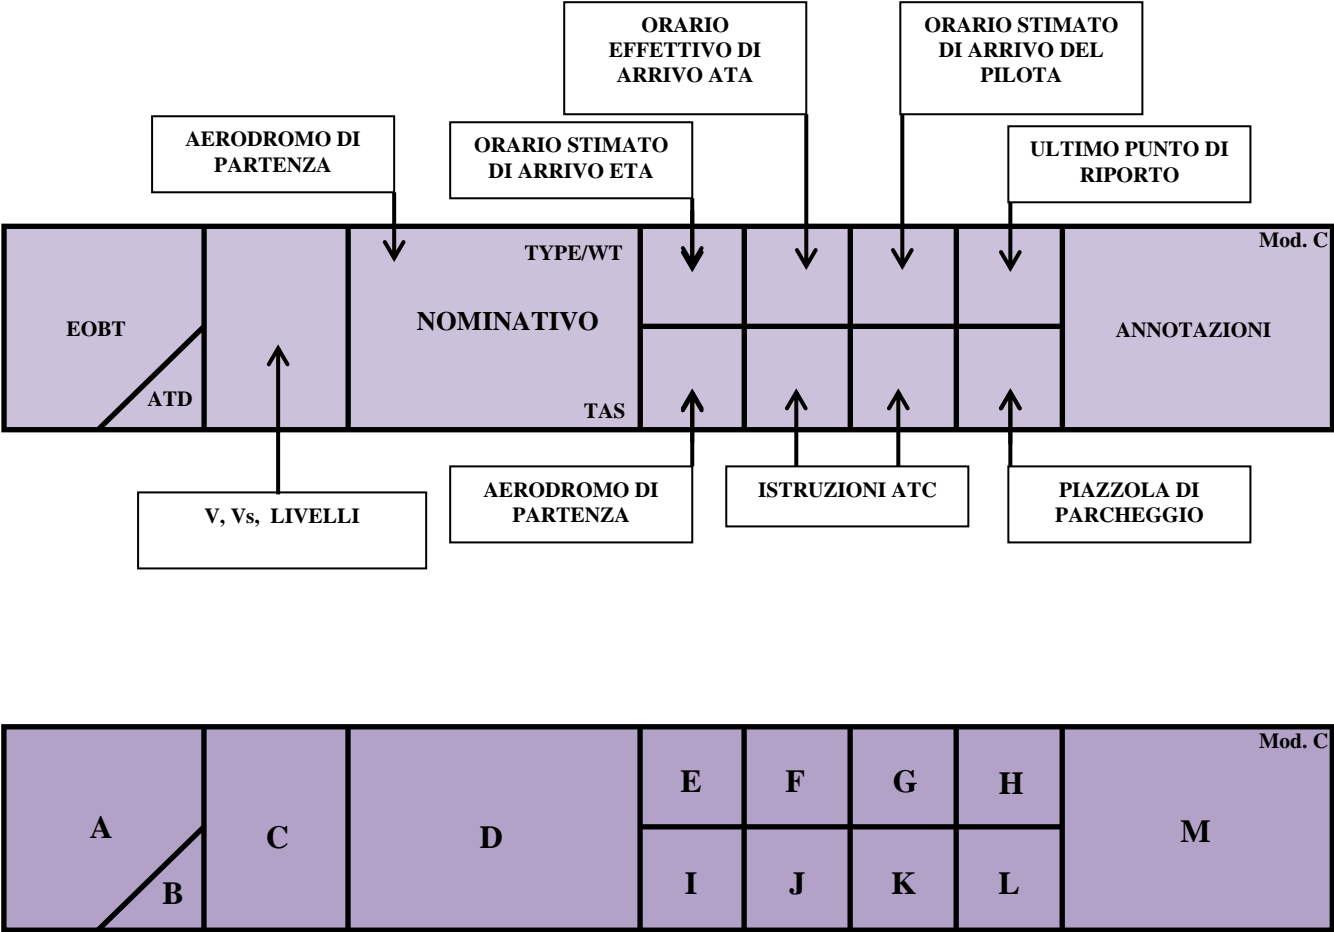 ORARIO
EFFETTIVO DI
ARRIVO ATA
ORARIO STIMATO
DI ARRIVO DEL
PILOTA
AERODROMO DI
PARTENZA
ORARIO STIMATO
DI ARRIVO ETA
ULTIMO PUNTO DI
RIPORTO
Mod. C
TYPE/WT
EOBT
NOMINATIVO
ANNOTAZIONI
ATD
TAS
V, Vs, LIVELLI
AERODROMO DI
PARTENZA
ISTRUZIONI ATC
PIAZZOLA DI
PARCHEGGIO
Mod. C
A
B
C
D
E
F
G
H
I
J
K
L
M